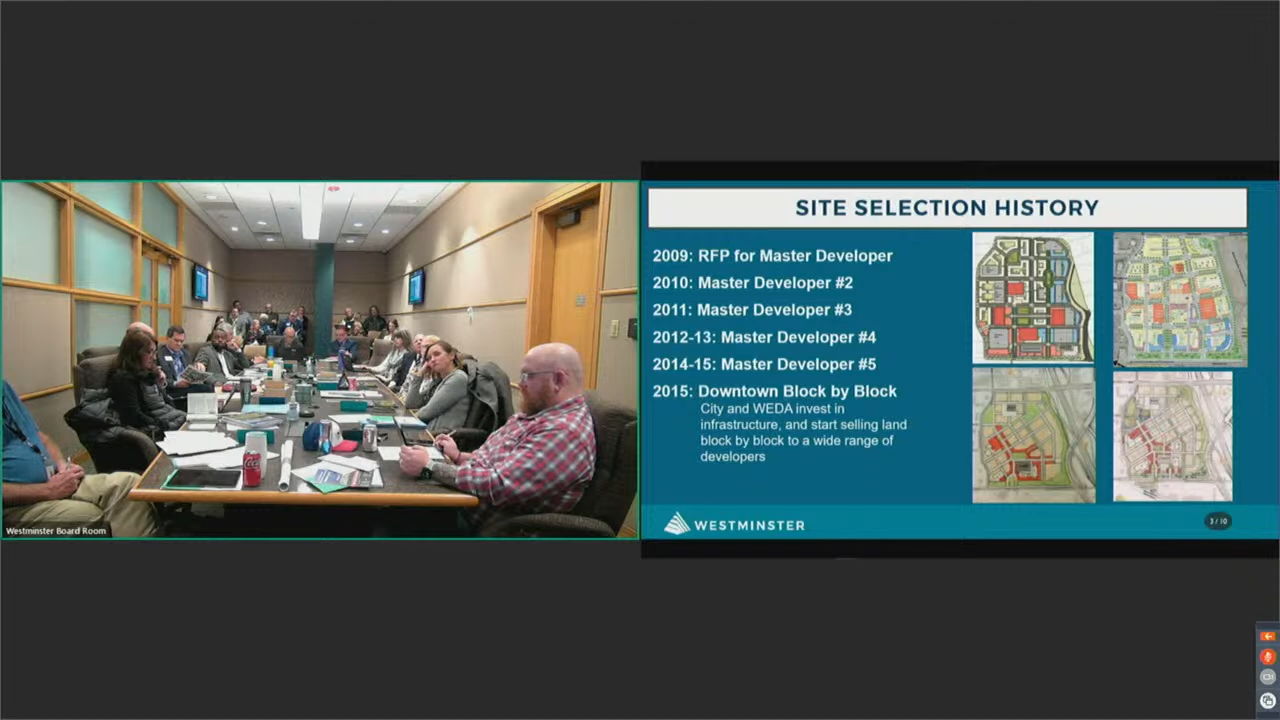 SITE SELECTION HISTORY
2009: RFP for Master Developer
2010: Master Developer #2
2011: Master Developer #3
2012-13: Master Developer #4
2014-15: Master Developer #5
2015: Downtown Block by Block
City and WEDA invest in
infrastructure, and start selling land
block by block to a wide range of
developers
WESTMINSTER
3 / 10
Westminster Board Room